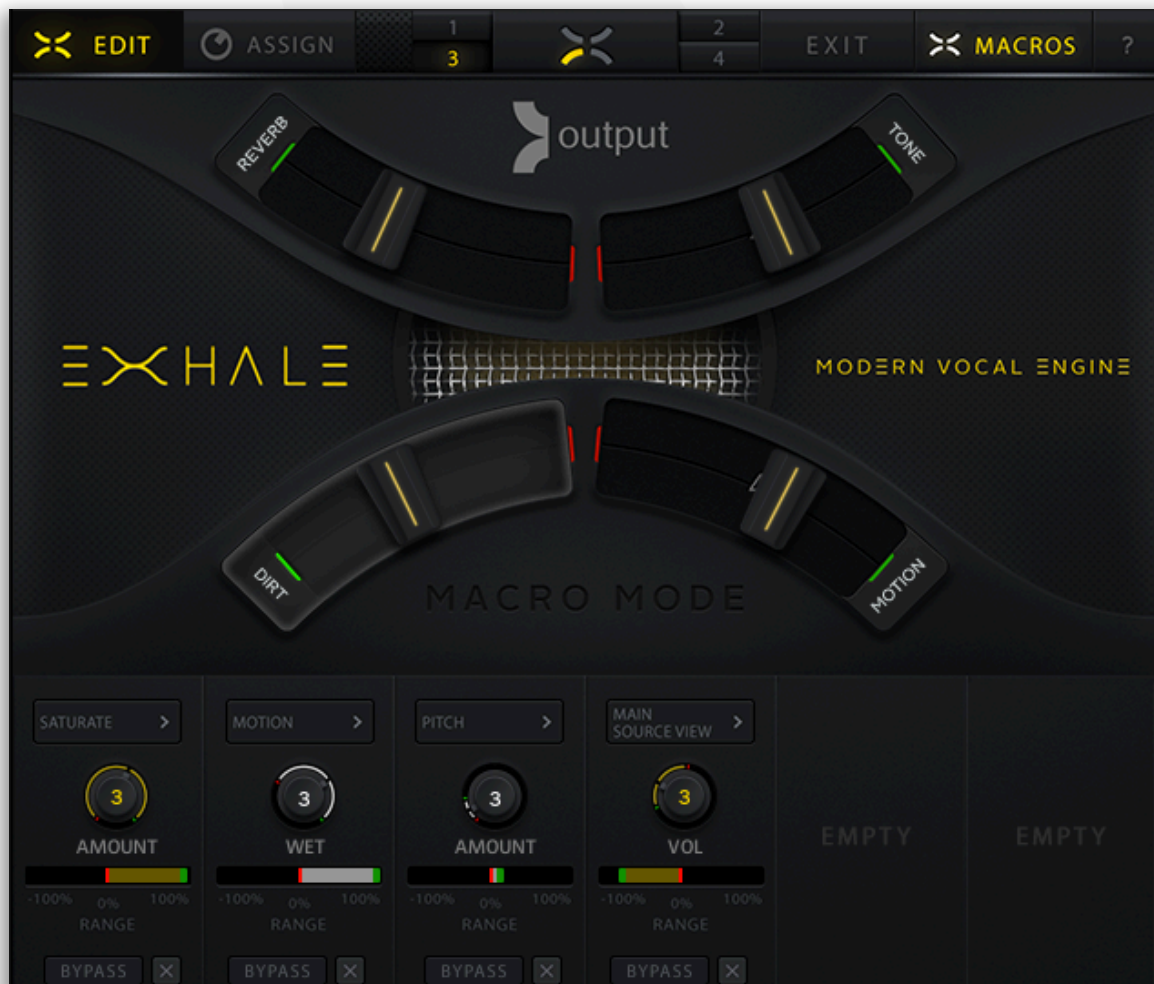 EDIT
ASSIGN
1
3
2
4
EXIT
MACROS
?
REVERB
output
TONE
EXHALE
MODERN VOCAL ENGINE
DIRT
MACRO MODE
MOTION
SATURATE >
MOTION >
PITCH >
MAIN
SOURCE VIEW >
3
3
3
3
AMOUNT
WET
AMOUNT
VOL
EMPTY
EMPTY
-100% 0% 100%
-100% 0% 100%
-100% 0% 100%
-100% 0% 100%
RANGE
RANGE
RANGE
RANGE
BYPASS X
BYPASS X
BYPASS X
BYPASS X